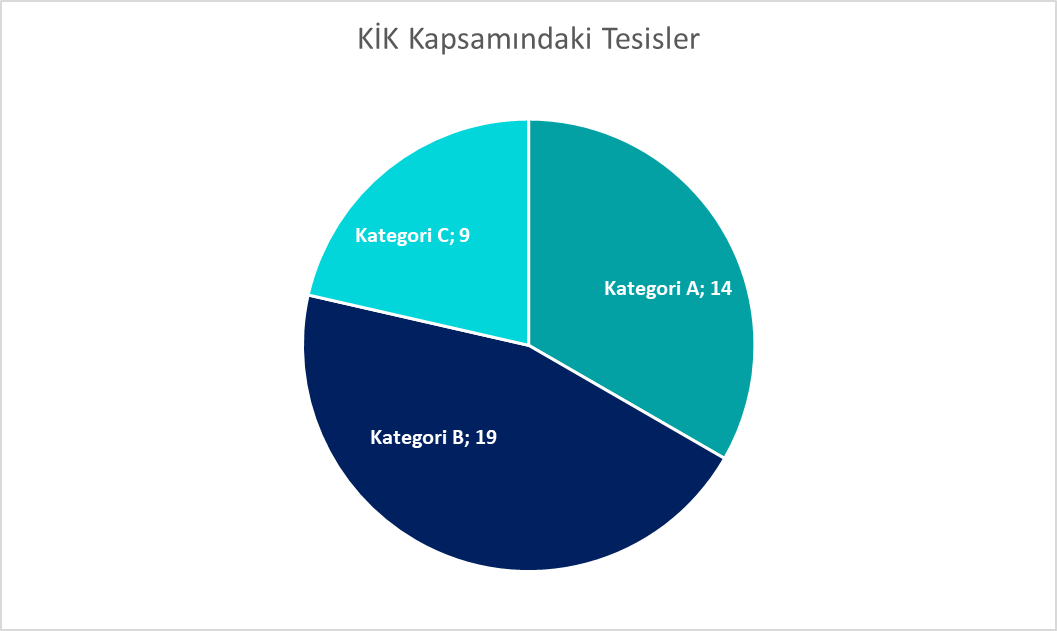 KİK Kapsamındaki Tesisler
Kategori C; 9
Kategori A; 14
Kategori B; 19